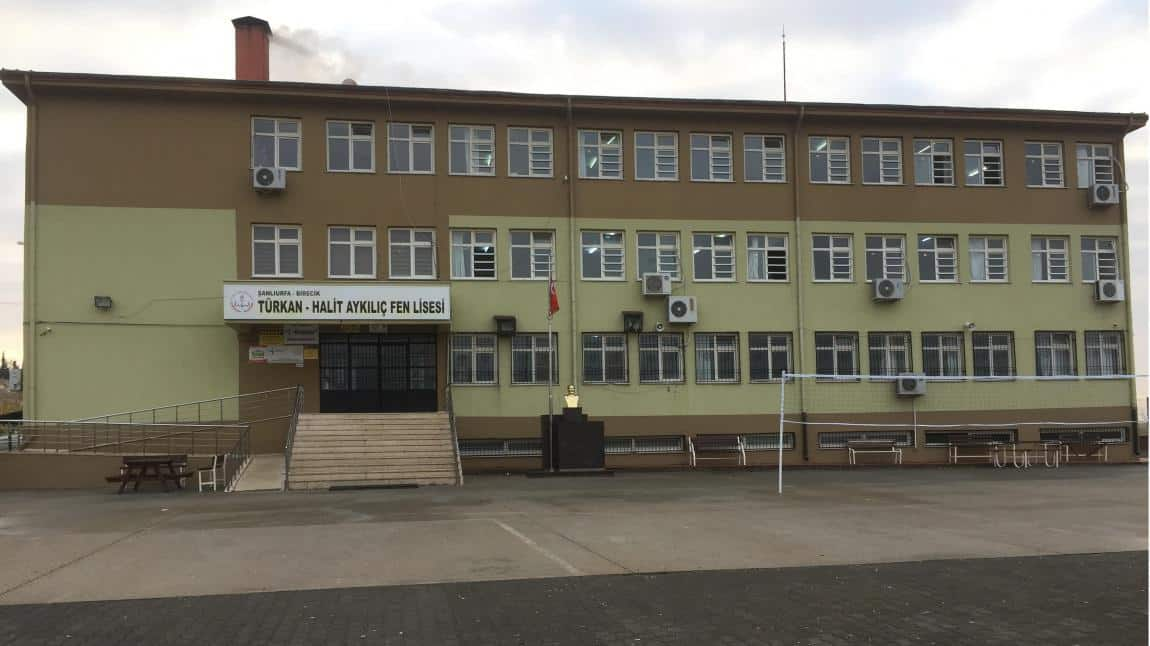 ŞANLIURFA - BİRECİK
TÜRKAN - HALİT AYKILIÇ FEN LİSESİ